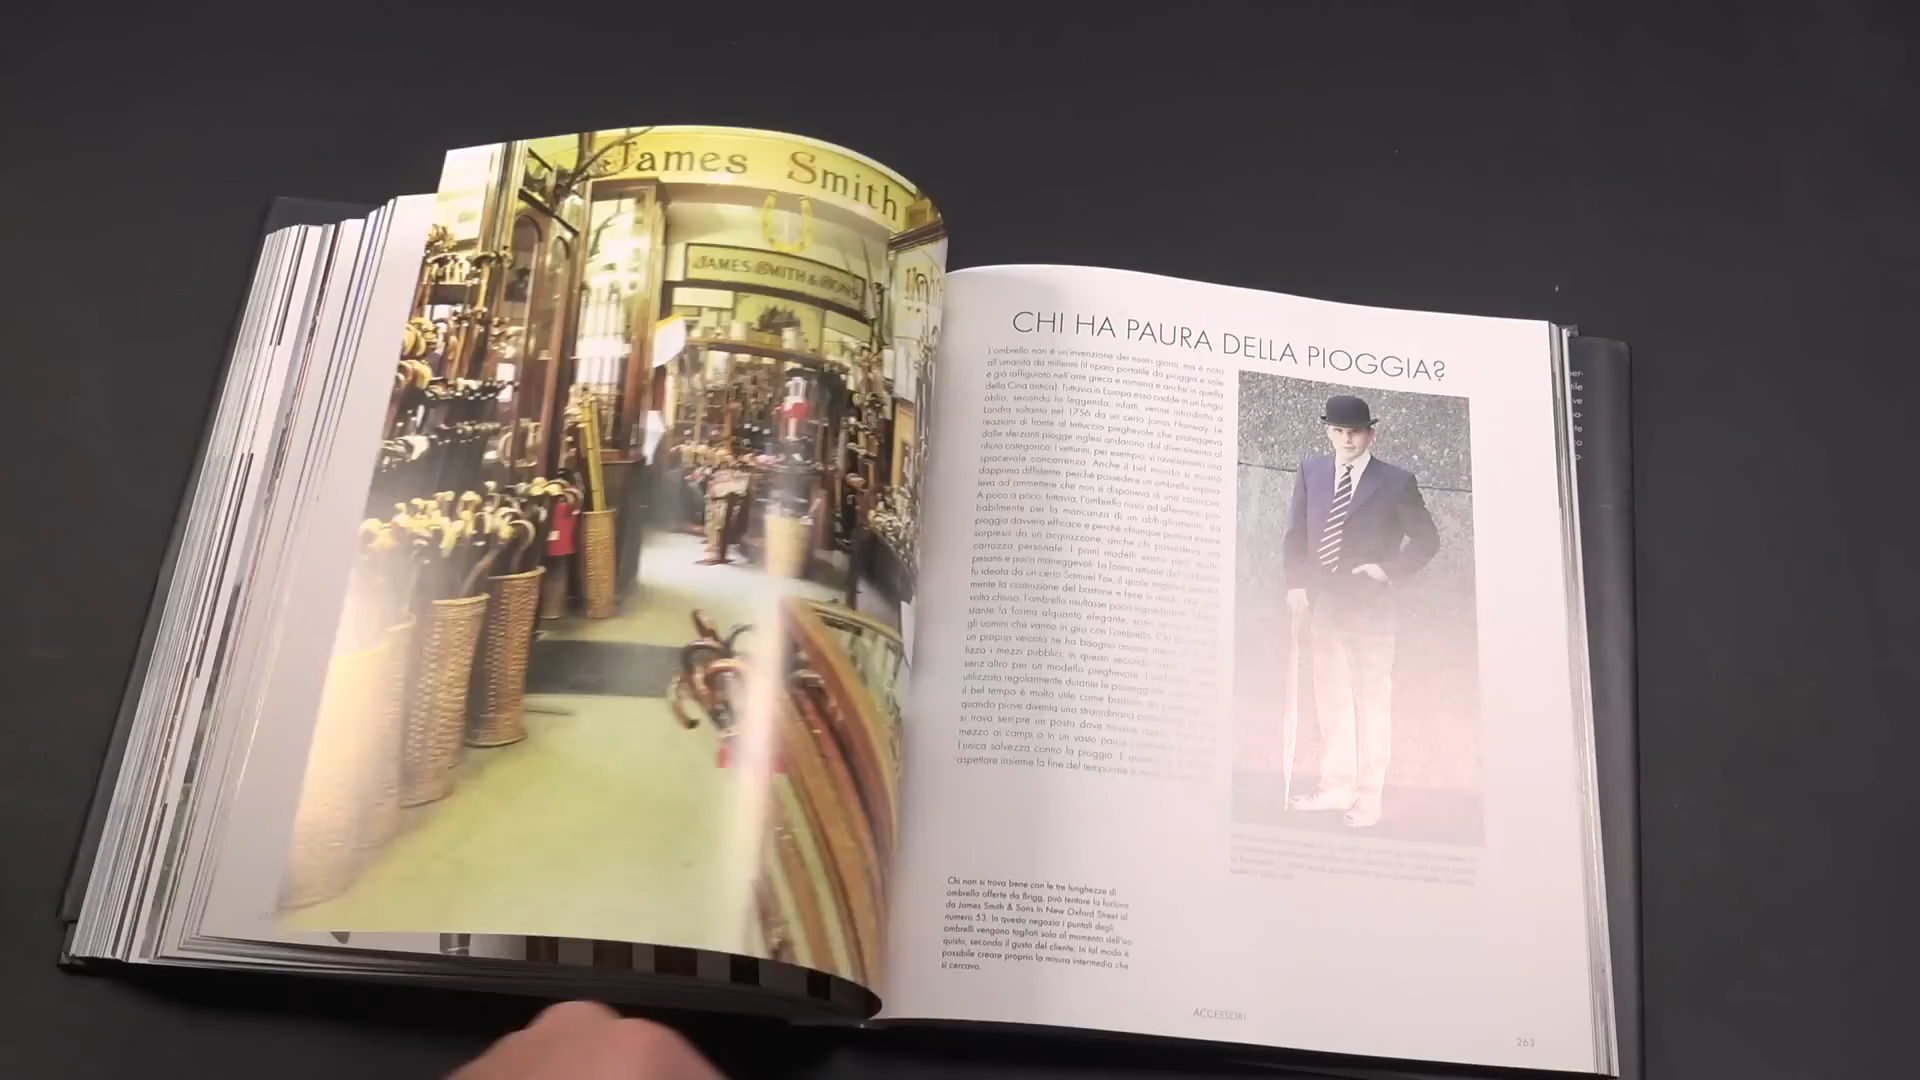 James Smith
JAMES SMITH & SONS
CHI HA PAURA DELLA PIOGGIA?
L'ombrello non è un'invenzione dei nostri giorni, ma è noto
all'umanità da millenni (il riparo portatile da pioggia e sole
è già raffigurato nell'arte greca e romana e anche in quella
della Cina antica). Tuttavia in Europa esso cadde in un lungo
oblio; secondo la leggenda, infatti, venne introdotto a
Londra soltanto nel 1756 da un certo Jonas Hanway. Le
reazioni di fronte al tettuccio pieghevole che proteggeva
dalle sferzanti piogge inglesi andarono dal divertimento al
rifiuto categorico. I vetturini, per esempio, vi ravvisavano una
spiacevole concorrenza. Anche il bel mondo si mostrò
dapprima diffidente, perché possedere un ombrello equiva-
leva ad ammettere che non si disponeva di una carrozza.
A poco a poco, tuttavia, l'ombrello riuscì ad affermarsi, pro-
babilmente per la mancanza di un abbigliamento da
pioggia davvero efficace e perché chiunque poteva essere
sorpreso da un acquazzone, anche chi possedeva una
carrozza personale. I primi modelli erano però molto
pesanti e poco maneggevoli. La forma attuale dell'ombrello
fu ideata da un certo Samuel Fox, il quale migliorò
mente la costruzione del bastone e fece in modo che, una
volta chiuso, l'ombrello risultasse poco ingombrante.
stante la forma alquanto elegante, sono
gli uomini che vanno in giro con l'ombrello. Chi
un proprio veicolo ne ha bisogno ancora meno
lizza i mezzi pubblici, in questo secondo
senz'altro per un modello pieghevole. L'ombrello
utilizzato regolarmente durante le passeggiate
il bel tempo è molto utile come bastone da
quando piove diventa una straordinaria
si trova sempre un posto dove trovare
mezzo ai campi o in un vasto parco
l'unica salvezza contro la pioggia. E
aspettare insieme la fine del temporale
Chi non si trova bene con le tre lunghezze di
ombrello offerte da Brigg, può tentare la fortuna
da James Smith & Sons in New Oxford Street al
numero 53. In questo negozio i puntali degli
ombrelli vengono tagliati solo al momento dell'ac-
quisto, secondo il gusto del cliente. In tal modo è
possibile creare proprio la misura intermedia che
si cercava.
ACCESSORI
263